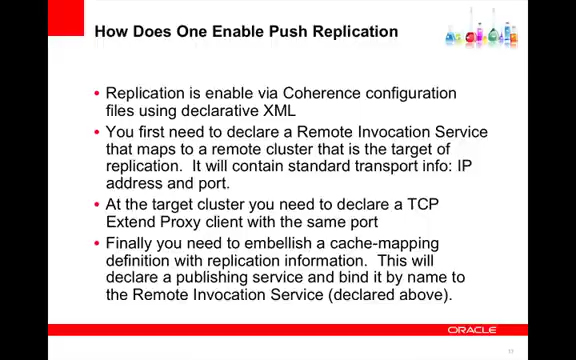 How Does One Enable Push Replication
• Replication is enable via Coherence configuration
files using declarative XML
• You first need to declare a Remote Invocation Service
that maps to a remote cluster that is the target of
replication. It will contain standard transport info: IP
address and port.
• At the target cluster you need to declare a TCP
Extend Proxy client with the same port
• Finally you need to embellish a cache-mapping
definition with replication information. This will
declare a publishing service and bind it by name to
the Remote Invocation Service (declared above).
ORACLE